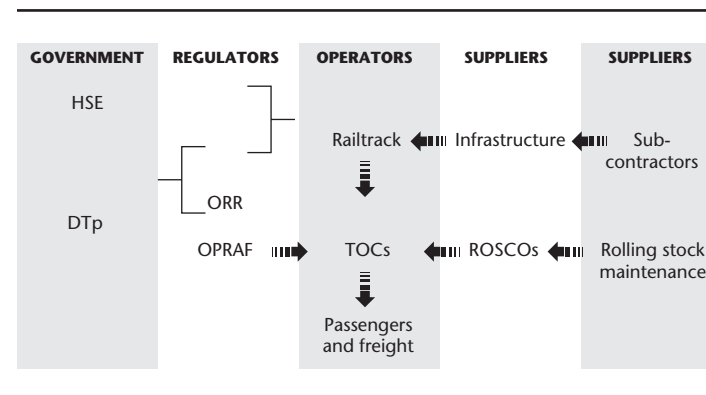 GOVERNMENT REGULATORS OPERATORS SUPPLIERS SUPPLIERS
HSE
Railtrack Infrastructure Sub-
contractors
ORR
DTp
OPRAF TOCs ROSCOs Rolling stock
maintenance
Passengers
and freight